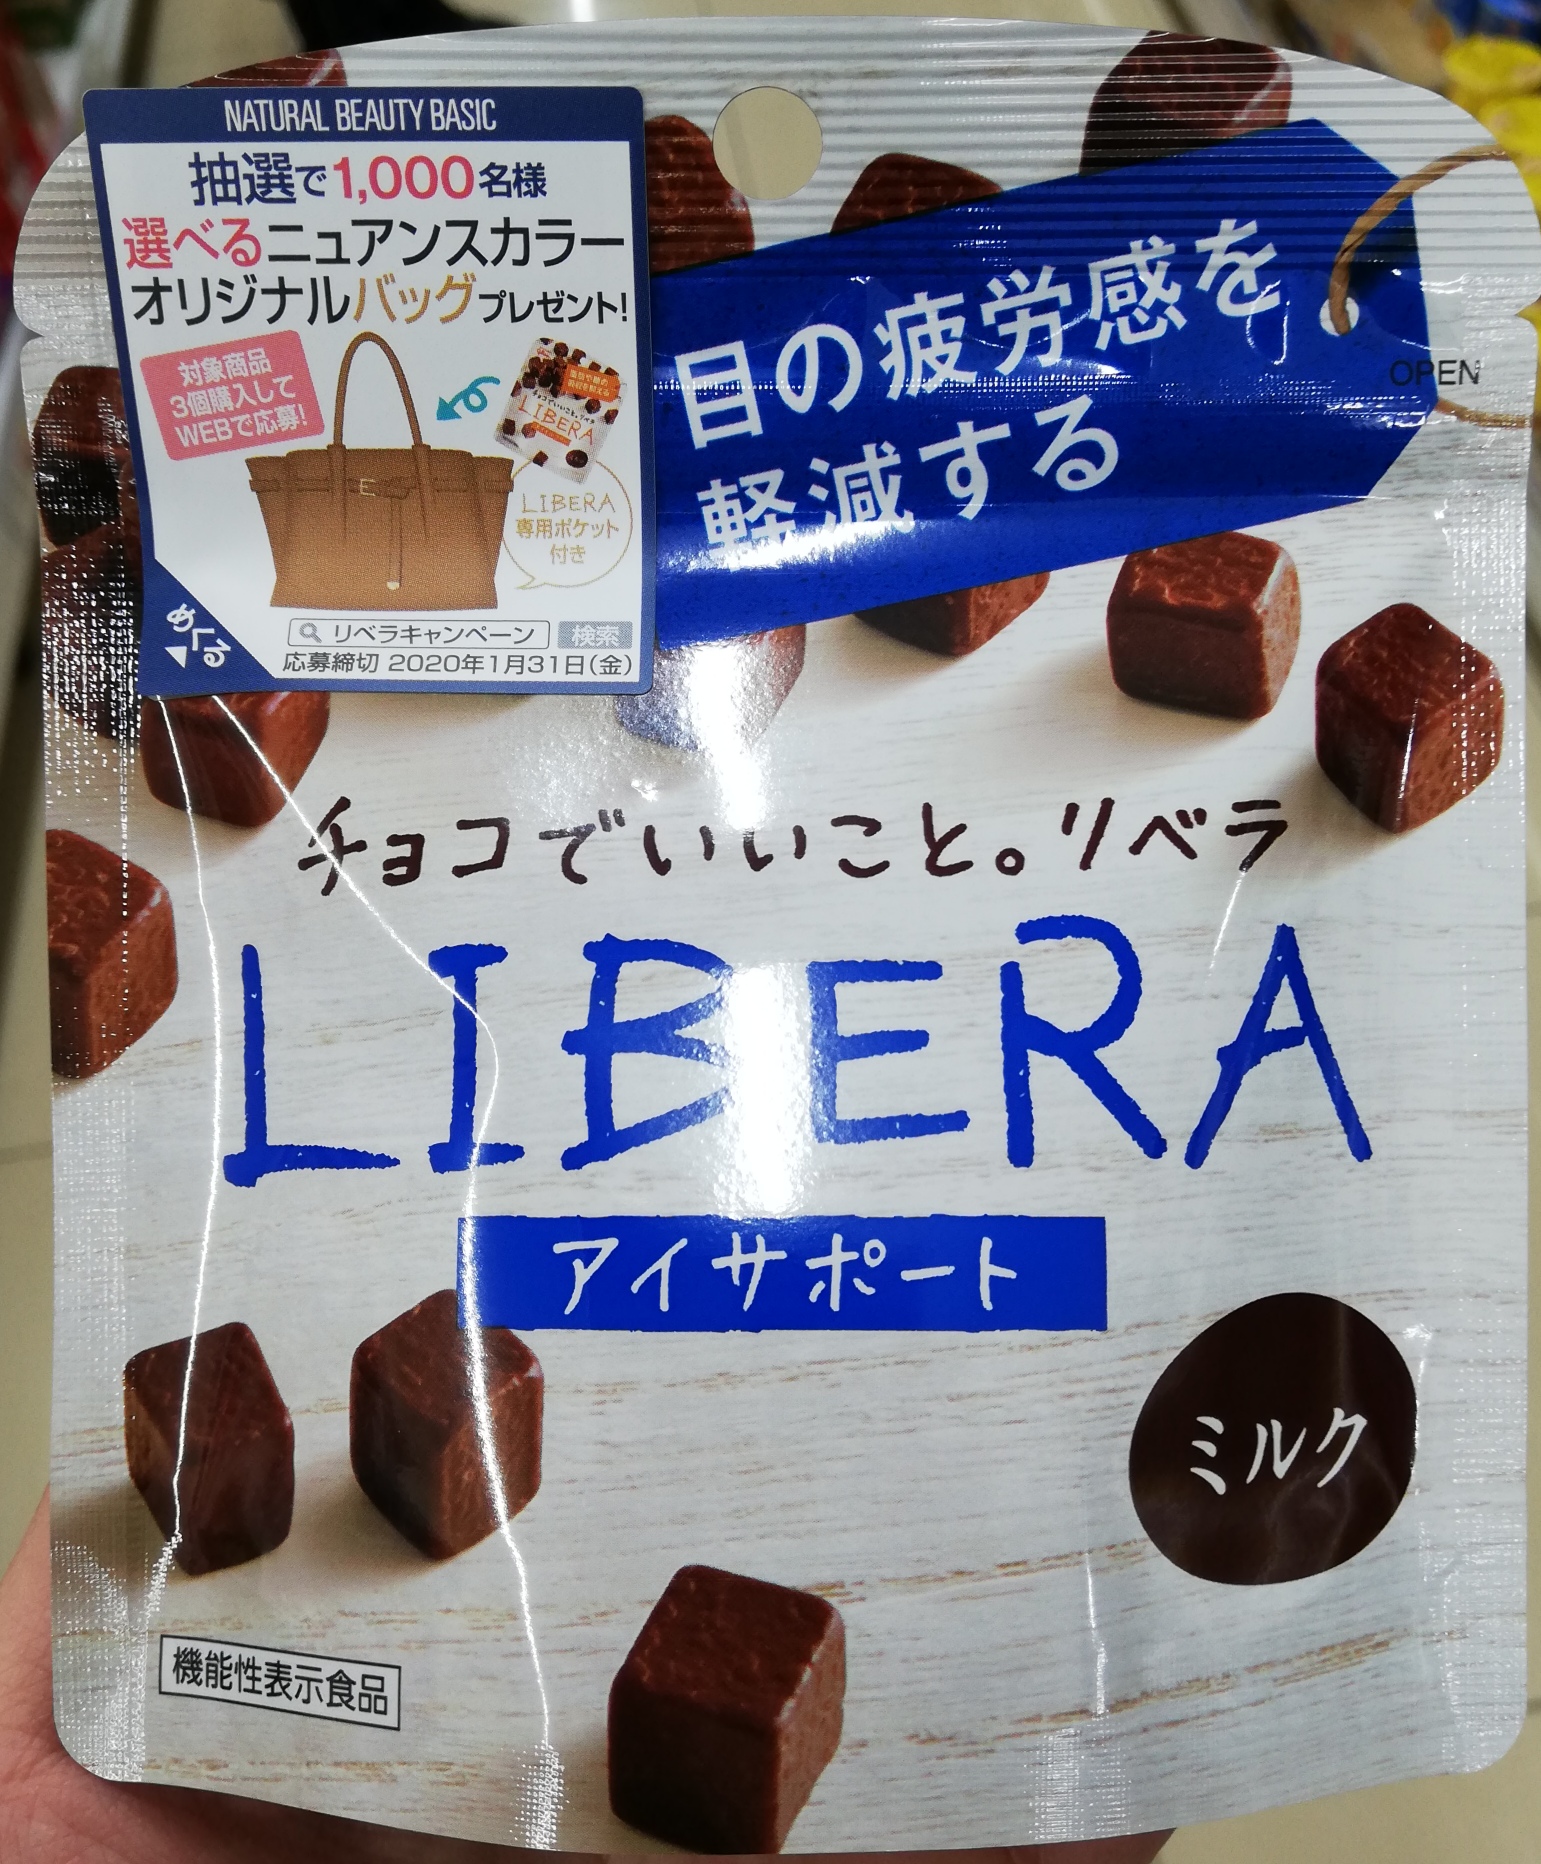 NATURAL BEAUTY BASIC
抽選で1,000名様
選べるニュアンスカラー
オリジナルバッグプレゼント!
対象商品
3個購入して
WEBで応募!
LIBERA
LIBERA
専用ポケット
付き
めくる
リベラキャンペーン 検索
応募締切 2020年1月31日(金)
目の疲労感を
軽減する
OPEN
チョコでいいこと。リベラ
LIBERA
アイサポート
ミルク
機能性表示食品